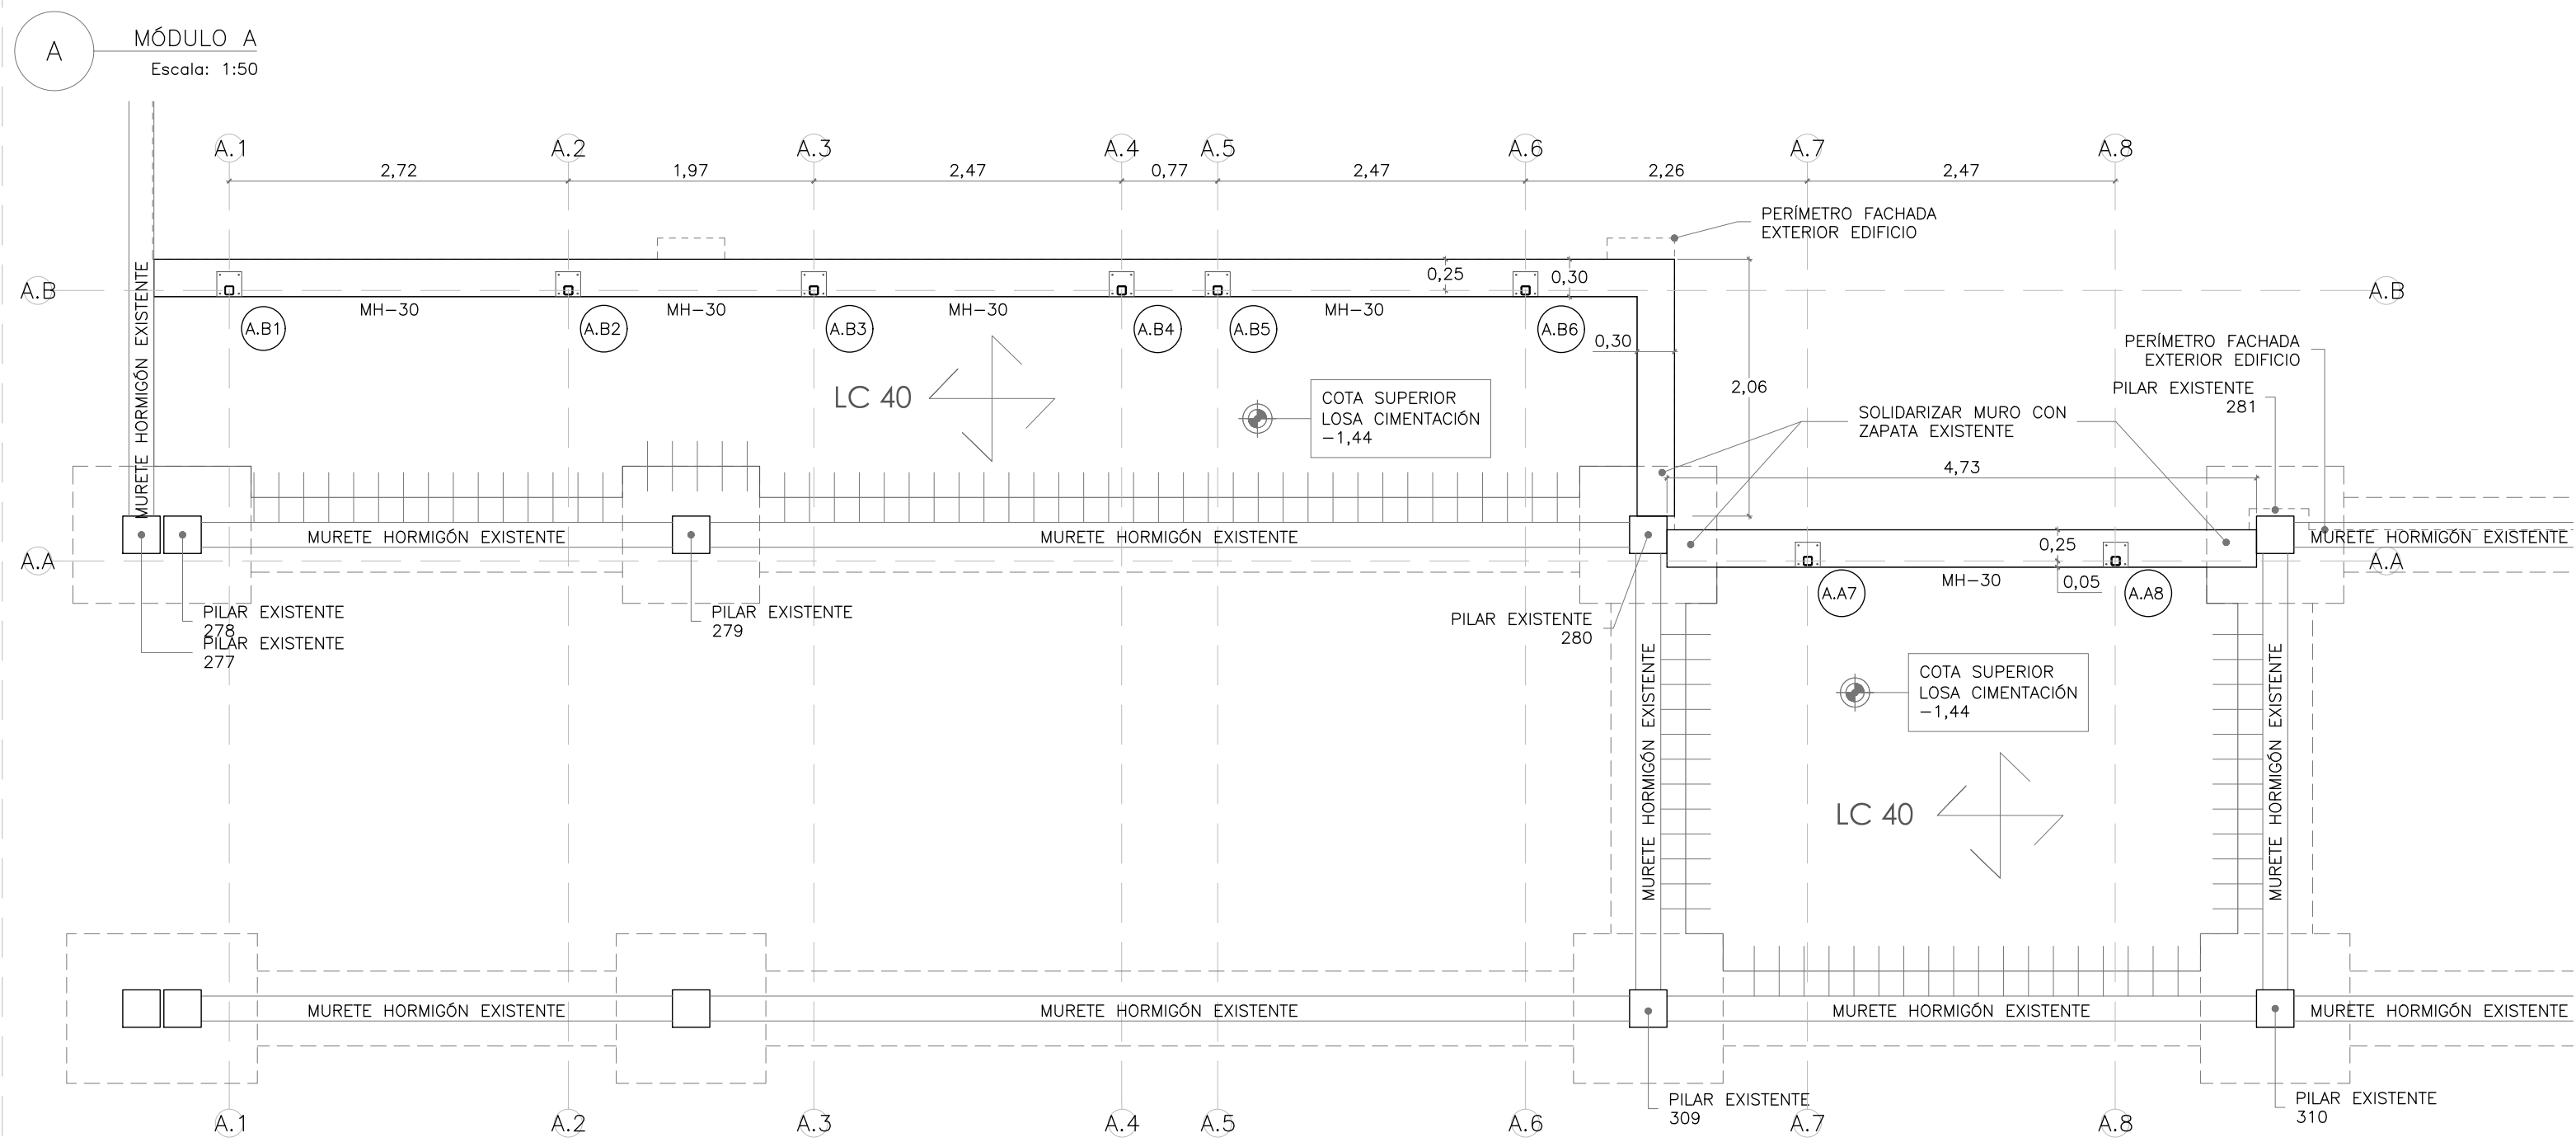 A
MÓDULO A
Escala: 1:50
A.1
A.2
A.3
A.4
A.5
A.6
A.7
A.8
2,72
1,97
2,47
0,77
2,47
2,26
2,47
PERÍMETRO FACHADA
EXTERIOR EDIFICIO
A.B
0,25
0,30
A.B
MH-30
MH-30
MH-30
MH-30
A.B1
A.B2
A.B3
A.B4
A.B5
A.B6
0,30
MURETE HORMIGÓN EXISTENTE
PERÍMETRO FACHADA
EXTERIOR EDIFICIO
2,06
PILAR EXISTENTE
281
LC 40
COTA SUPERIOR
LOSA CIMENTACIÓN
-1,44
SOLIDARIZAR MURO CON
ZAPATA EXISTENTE
4,73
MURETE HORMIGÓN EXISTENTE
MURETE HORMIGÓN EXISTENTE
MURETE HORMIGÓN EXISTENTE
0,25
A.A
A.A
MH-30
0,05
A.A7
A.A8
PILAR EXISTENTE
278
PILAR EXISTENTE
277
PILAR EXISTENTE
279
PILAR EXISTENTE
280
MURETE HORMIGÓN EXISTENTE
MURETE HORMIGÓN EXISTENTE
COTA SUPERIOR
LOSA CIMENTACIÓN
-1,44
LC 40
MURETE HORMIGÓN EXISTENTE
MURETE HORMIGÓN EXISTENTE
MURETE HORMIGÓN EXISTENTE
MURETE HORMIGÓN EXISTENTE
PILAR EXISTENTE
309
PILAR EXISTENTE
310
A.1
A.2
A.3
A.4
A.5
A.6
A.7
A.8